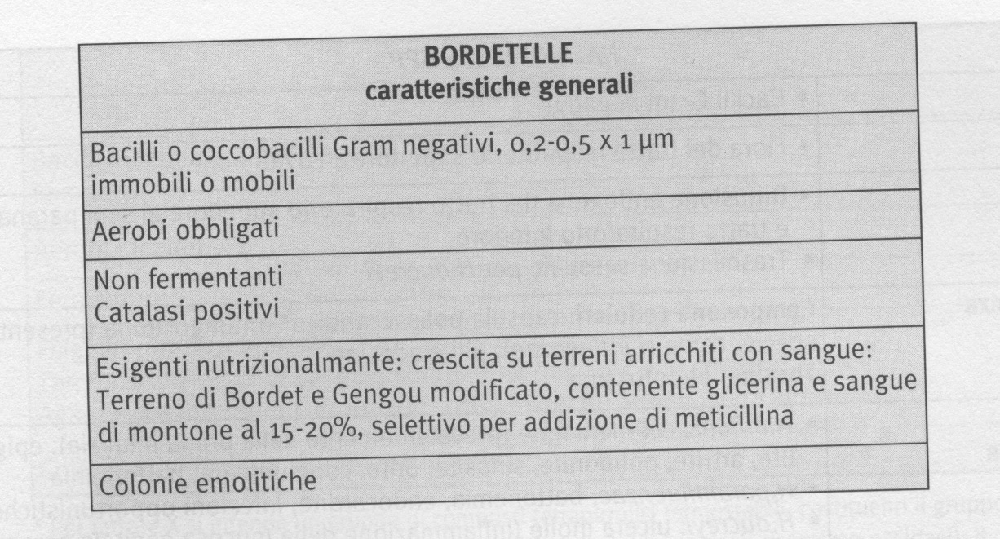 BORDETELLE
caratteristiche generali
Bacilli o coccobacilli Gram negativi, 0,2-0,5 x 1 µm
immobili o mobili
Aerobi obbligati
Non fermentanti
Catalasi positivi
Esigenti nutrizionalmante: crescita su terreni arricchiti con sangue:
Terreno di Bordet e Gengou modificato, contenente glicerina e sangue
di montone al 15-20%, selettivo per addizione di meticillina
Colonie emolitiche